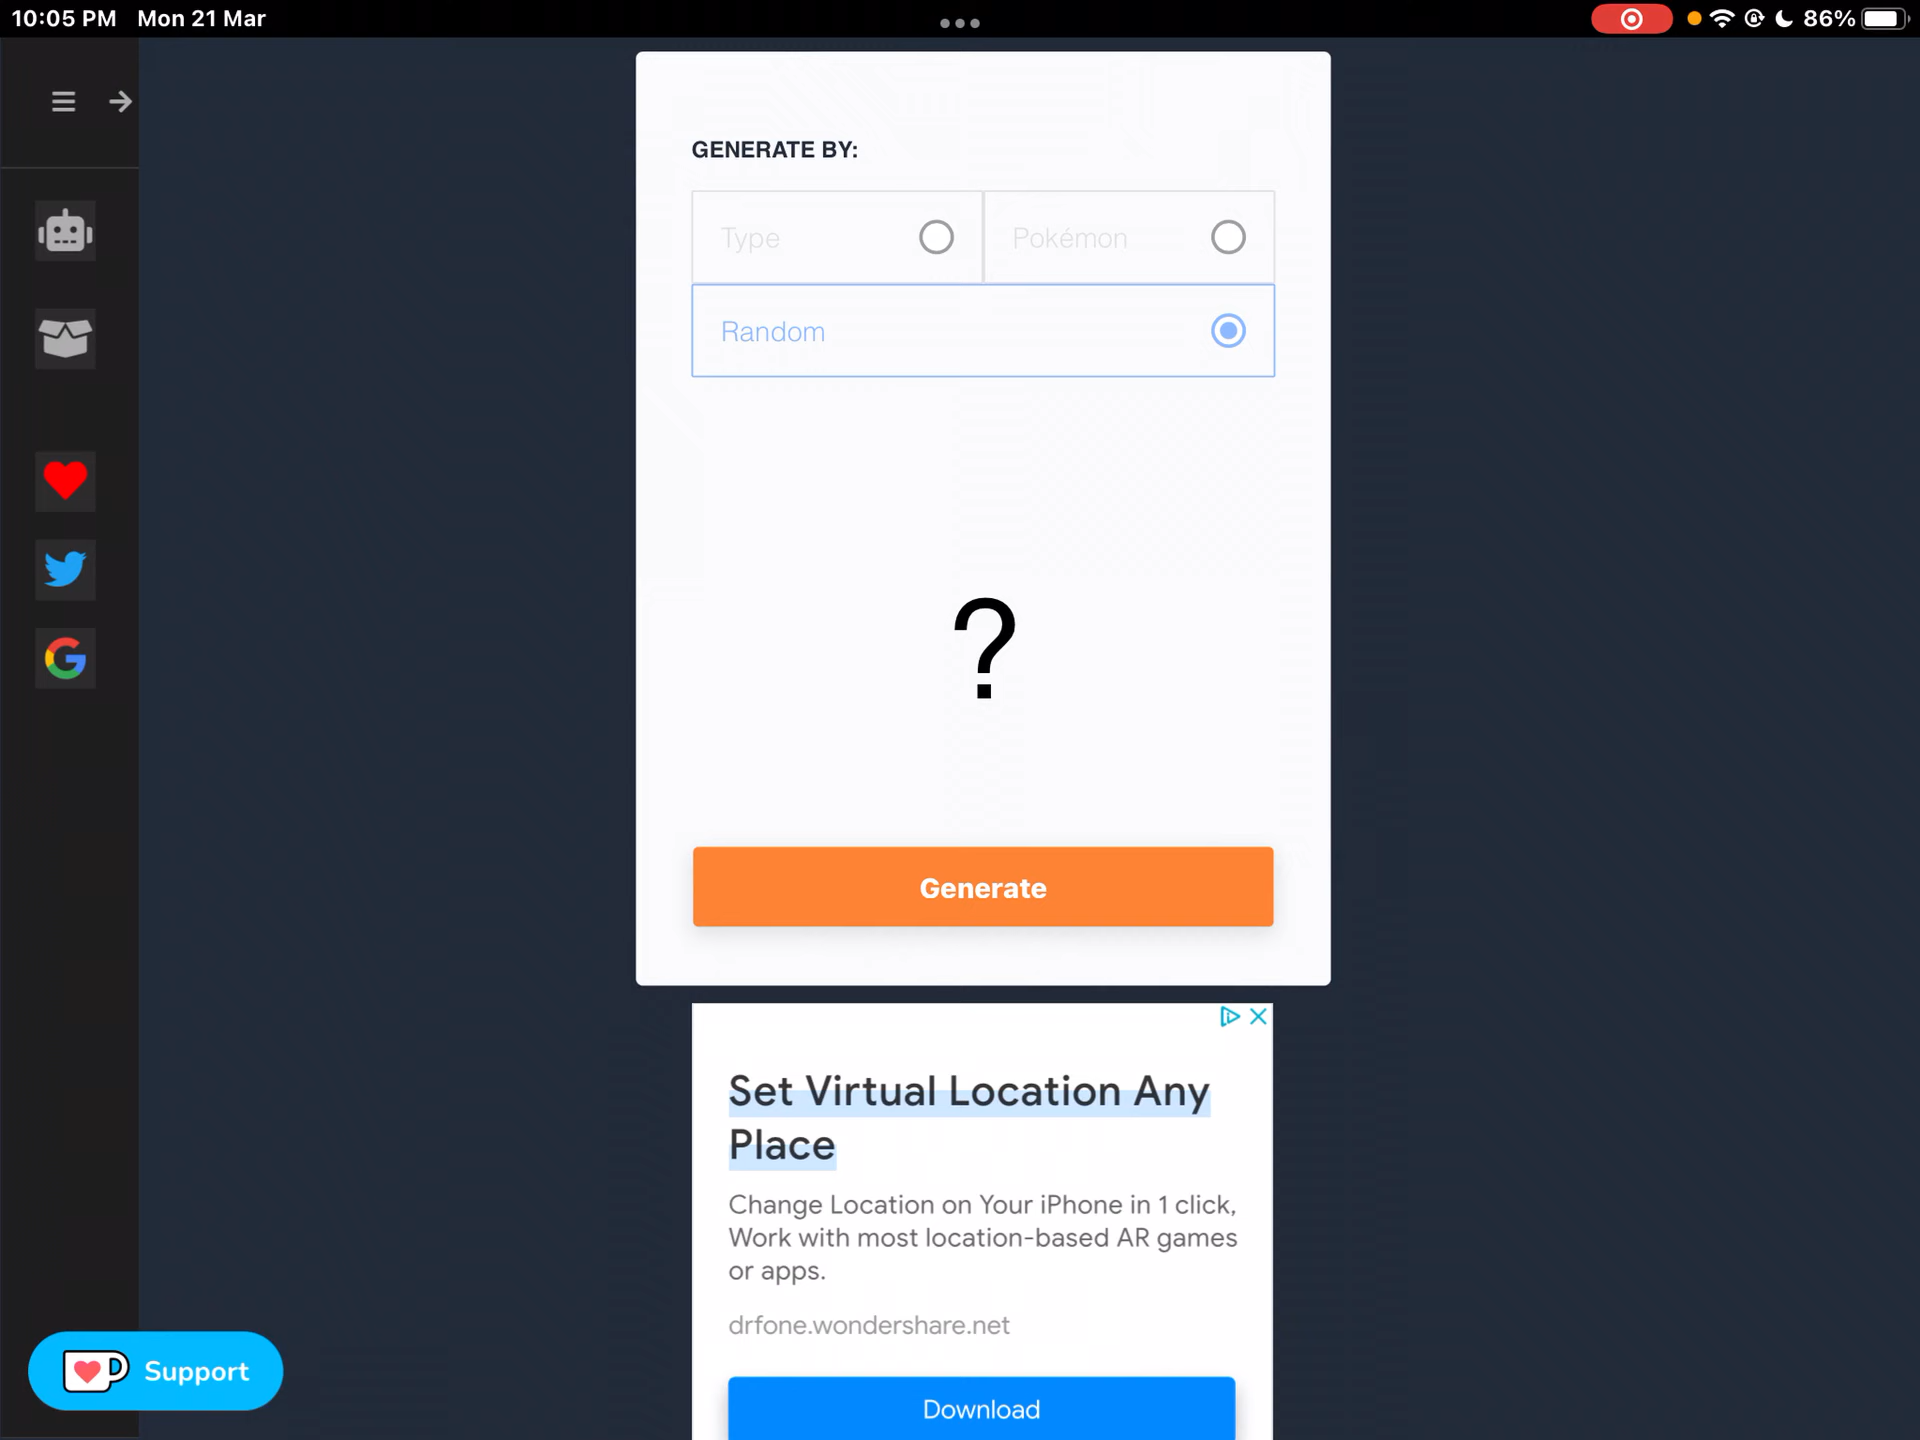 10:05 PM Mon 21 Mar
86%
GENERATE BY:
Type
Pokémon
Random
?
Generate
Set Virtual Location Any
Place
Change Location on Your iPhone in 1 click,
Work with most location-based AR games
or apps.
drfone.wondershare.net
Download
Support